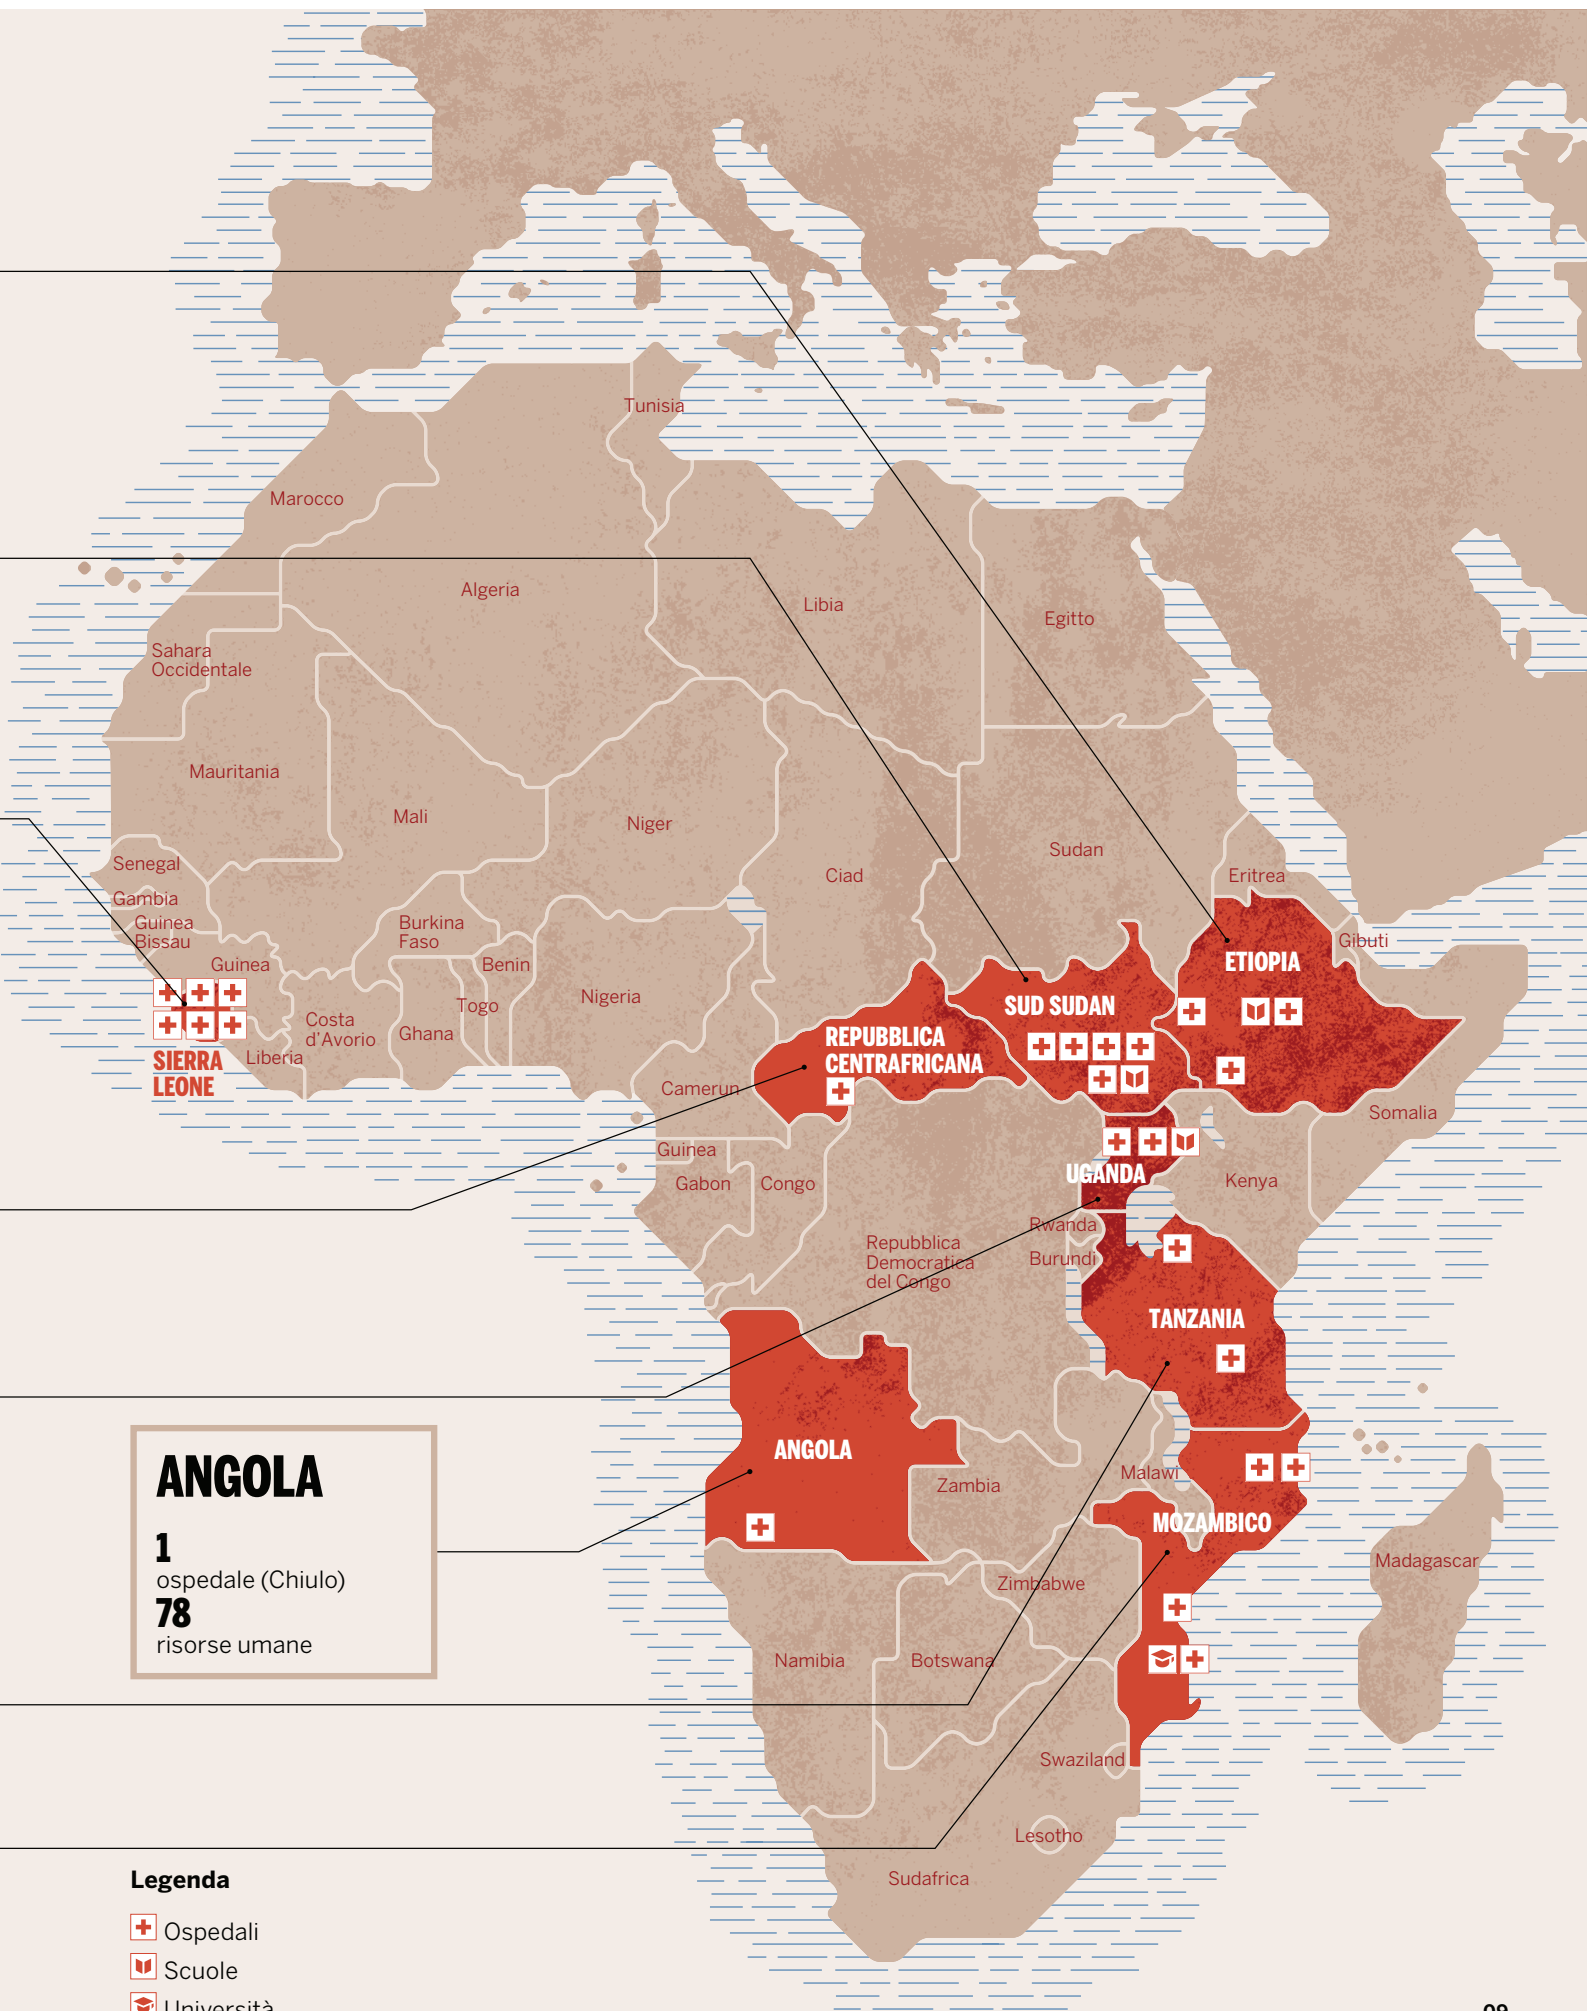 Tunisia
Marocco
Algeria
Libia
Egitto
Sahara
Occidentale
Mauritania
Mali
Niger
Ciad
Sudan
Eritrea
Senegal
Gambia
Guinea
Bissau
Guinea
Burkina
Faso
Benin
Togo
Ghana
Nigeria
Costa
d'Avorio
Liberia
SIERRA
LEONE
Camerun
REPUBBLICA
CENTRAFRICANA
SUD SUDAN
ETIOPIA
Gibuti
Somalia
Guinea
Gabon
Congo
UGANDA
Kenya
Rwanda
Burundi
Repubblica
Democratica
del Congo
TANZANIA
ANGOLA
Zambia
Malawi
MOZAMBICO
Madagascar
Zimbabwe
Namibia
Botswana
Swaziland
Lesotho
Sudafrica
ANGOLA
1
ospedale (Chiulo)
78
risorse umane
Legenda
Ospedali
Scuole
Università
09